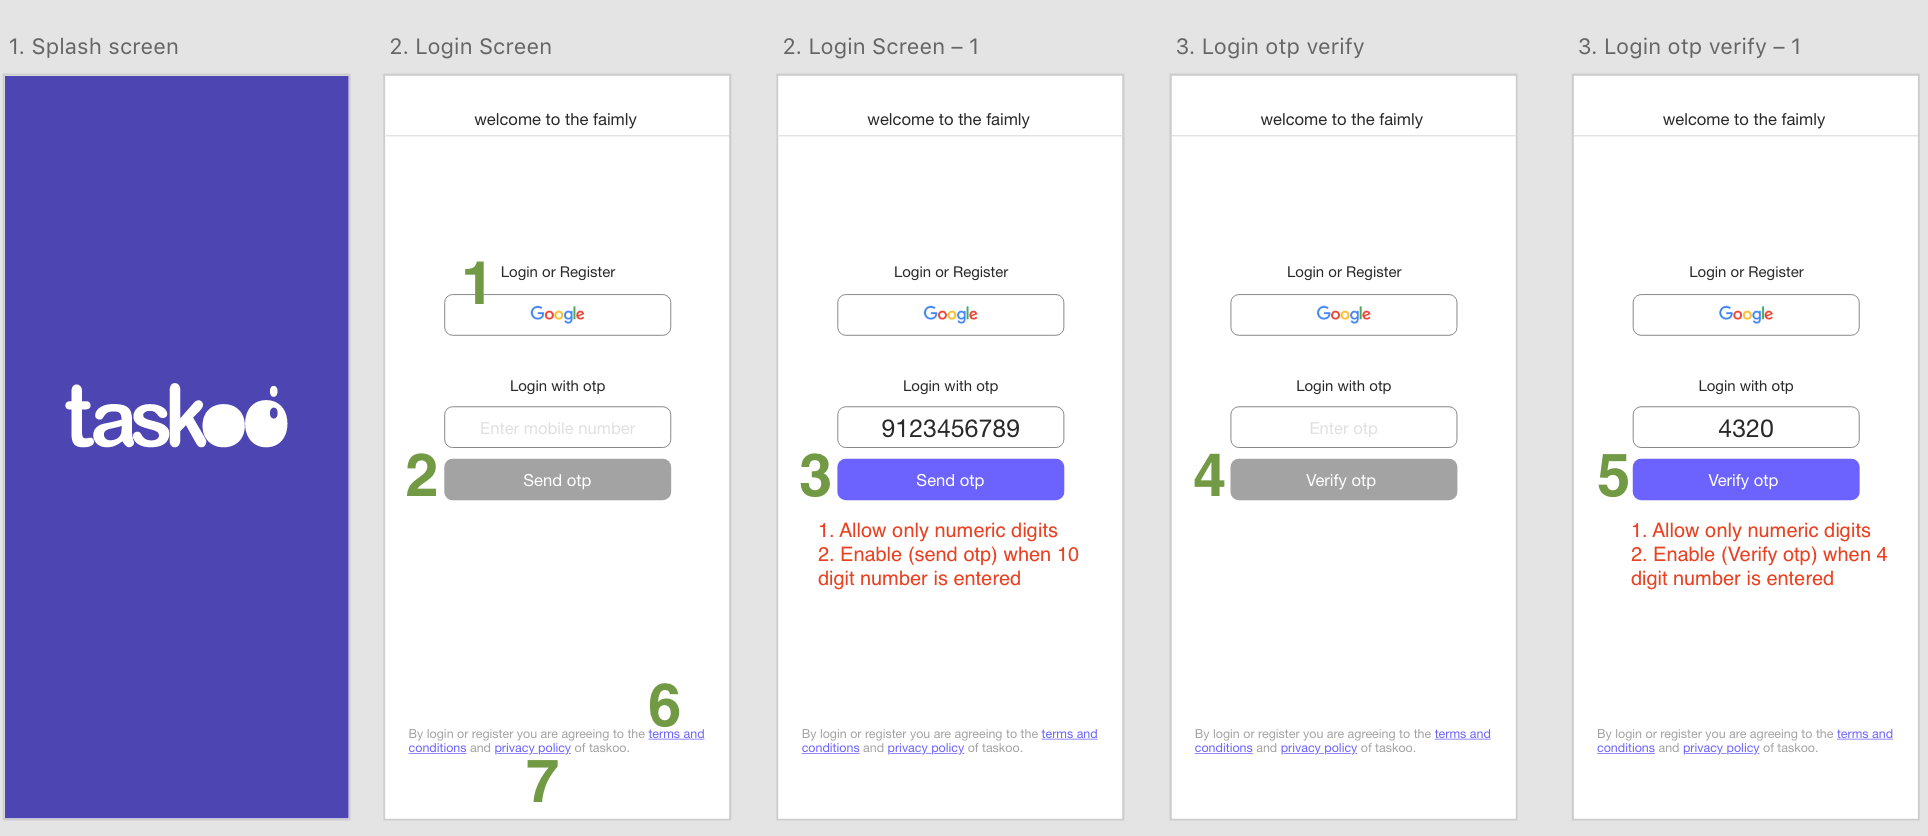 1. Splash screen
taskoo
2. Login Screen
welcome to the faimly
1
Login or Register
Google
Login with otp
Enter mobile number
2
Send otp
6
By login or register you are agreeing to the terms and
conditions and privacy policy of taskoo.
7
2. Login Screen – 1
welcome to the faimly
Login or Register
Google
Login with otp
9123456789
3
Send otp
1. Allow only numeric digits
2. Enable (send otp) when 10
digit number is entered
By login or register you are agreeing to the terms and
conditions and privacy policy of taskoo.
3. Login otp verify
welcome to the faimly
Login or Register
Google
Login with otp
Enter otp
4
Verify otp
By login or register you are agreeing to the terms and
conditions and privacy policy of taskoo.
3. Login otp verify – 1
welcome to the faimly
Login or Register
Google
Login with otp
4320
5
Verify otp
1. Allow only numeric digits
2. Enable (Verify otp) when 4
digit number is entered
By login or register you are agreeing to the terms and
conditions and privacy policy of taskoo.